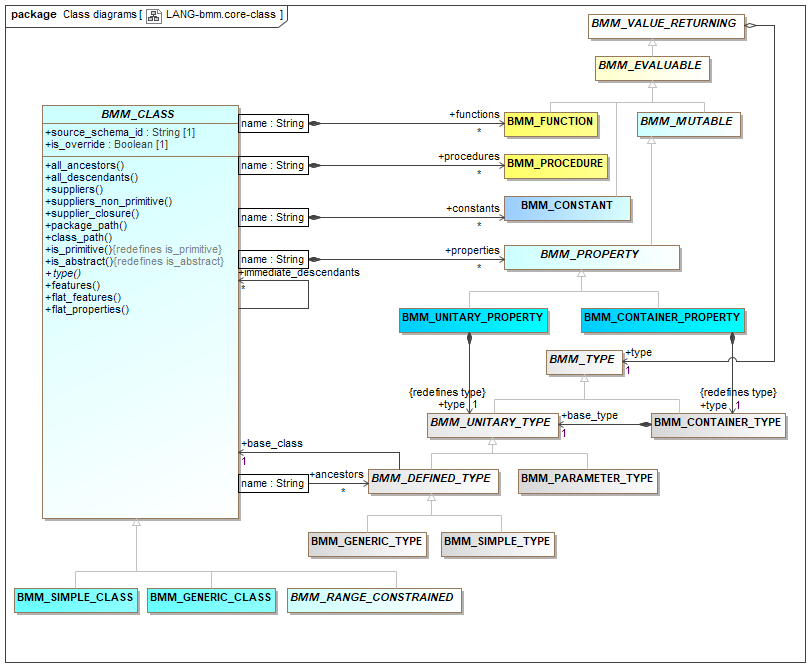 package Class diagrams [ LANG-bmm.core-class ]
BMM_VALUE_RETURNING
BMM_EVALUABLE
BMM_CLASS
+source_schema_id : String [1]
+is_override : Boolean [1]
+all_ancestors()
+all_descendants()
+suppliers()
+suppliers_non_primitive()
+supplier_closure()
+package_path()
+class_path()
+is_primitive(){redefines is_primitive}
+is_abstract(){redefines is_abstract}
+type()
+features()
+flat_features()
+flat_properties()
name : String
+functions
*
BMM_FUNCTION
BMM_MUTABLE
name : String
+procedures
*
BMM_PROCEDURE
name : String
+constants
*
BMM_CONSTANT
name : String
+properties
*
BMM_PROPERTY
+immediate_descendants
*
BMM_UNITARY_PROPERTY
BMM_CONTAINER_PROPERTY
BMM_TYPE
+type
1
{redefines type}
+type 1
{redefines type}
+type 1
BMM_UNITARY_TYPE
+base_type
1
BMM_CONTAINER_TYPE
+base_class
1
name : String
+ancestors
*
BMM_DEFINED_TYPE
BMM_PARAMETER_TYPE
BMM_GENERIC_TYPE
BMM_SIMPLE_TYPE
BMM_SIMPLE_CLASS
BMM_GENERIC_CLASS
BMM_RANGE_CONSTRAINED